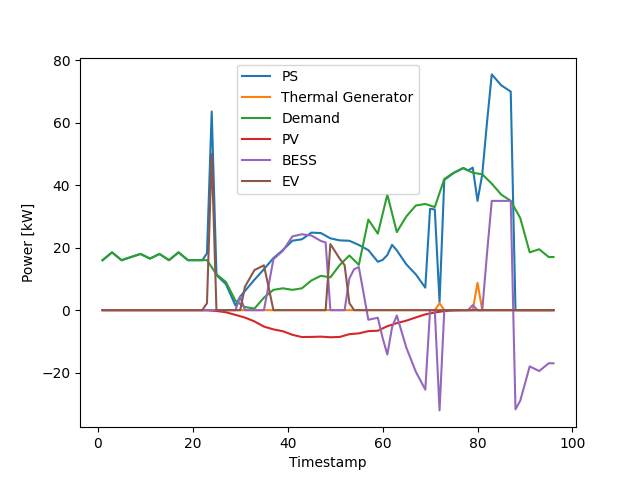 80
60
40
20
0
−20
Power [kW]
PS
Thermal Generator
Demand
PV
BESS
EV
0 20 40 60 80 100
Timestamp